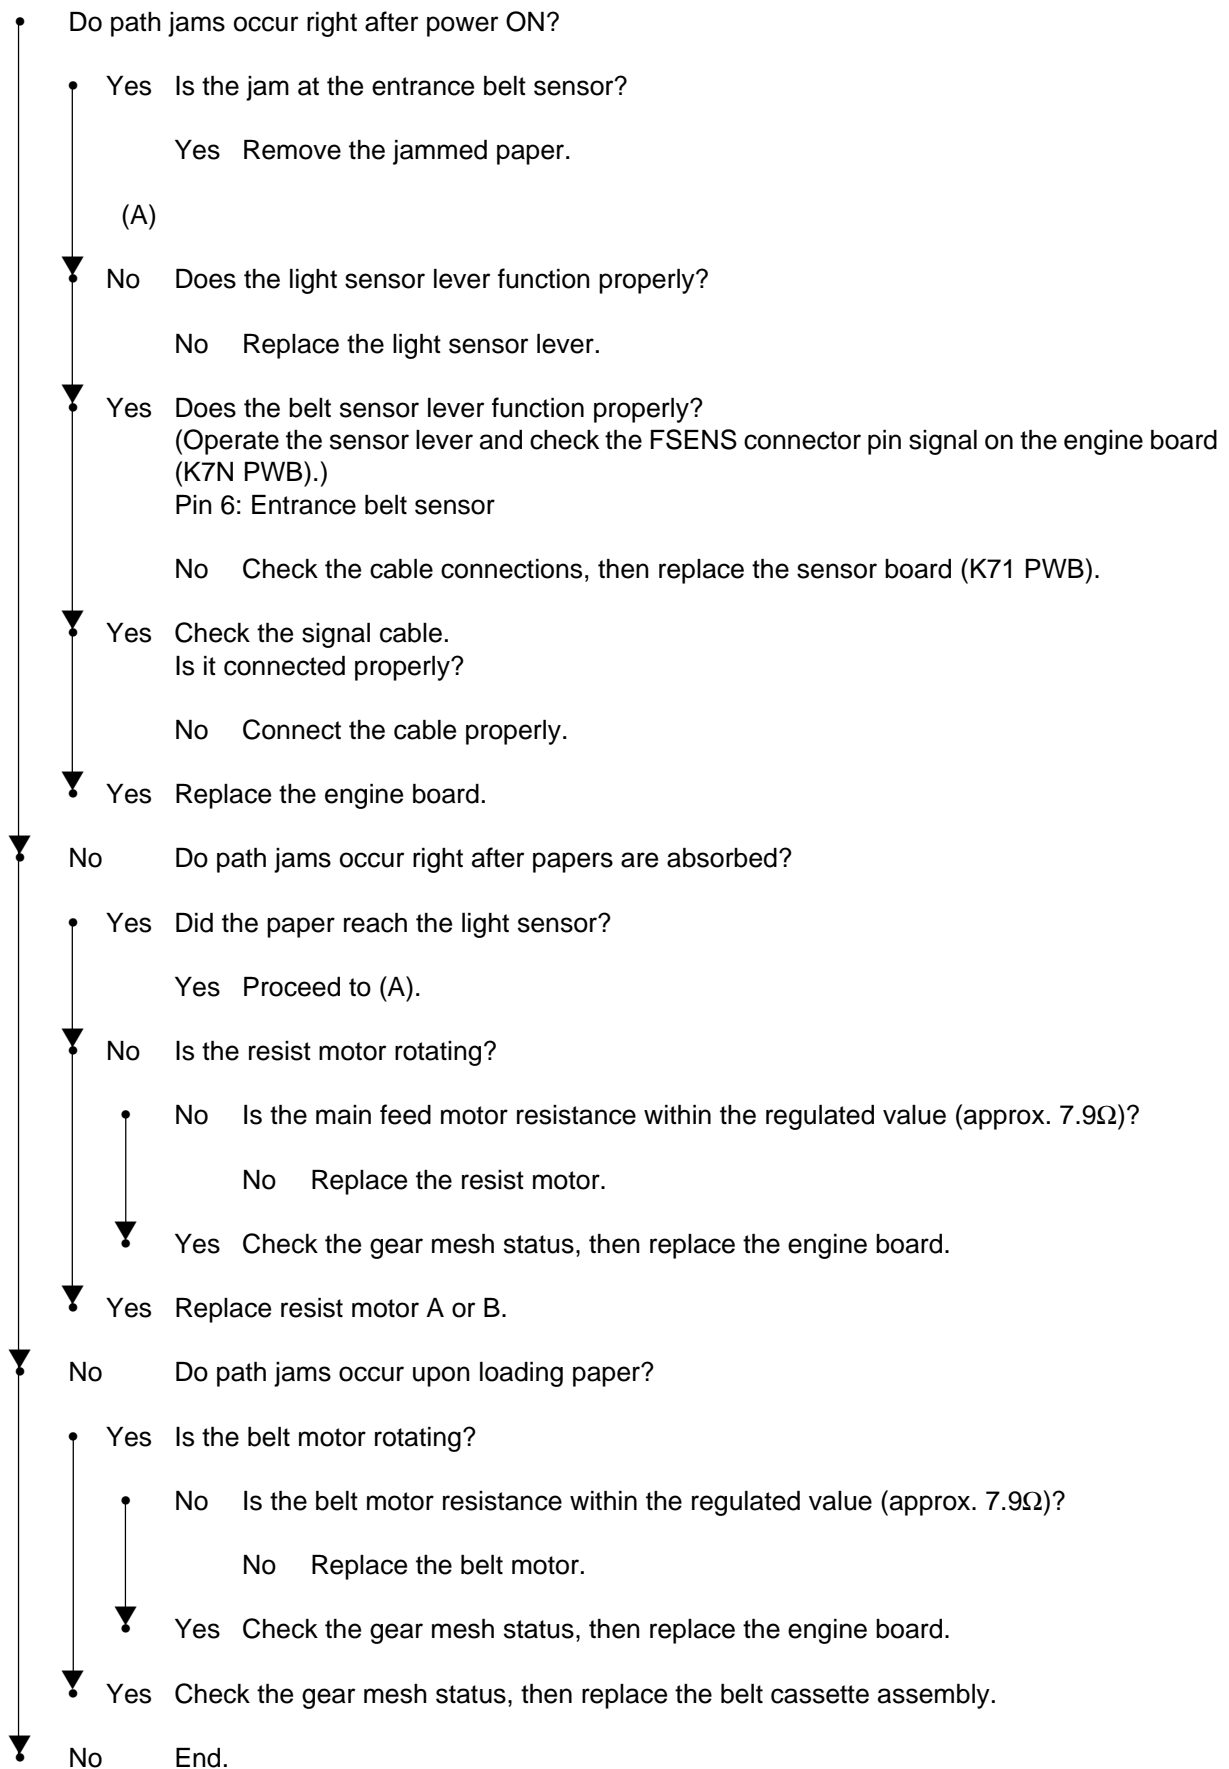 Do path jams occur right after power ON?
Yes Is the jam at the entrance belt sensor?
Yes Remove the jammed paper.
(A)
No Does the light sensor lever function properly?
No Replace the light sensor lever.
Yes Does the belt sensor lever function properly?
(Operate the sensor lever and check the FSENS connector pin signal on the engine board
(K7N PWB).)
Pin 6: Entrance belt sensor
No Check the cable connections, then replace the sensor board (K71 PWB).
Yes Check the signal cable.
Is it connected properly?
No Connect the cable properly.
Yes Replace the engine board.
No Do path jams occur right after papers are absorbed?
Yes Did the paper reach the light sensor?
Yes Proceed to (A).
No Is the resist motor rotating?
No Is the main feed motor resistance within the regulated value (approx. 7.9Ω)?
No Replace the resist motor.
Yes Check the gear mesh status, then replace the engine board.
Yes Replace resist motor A or B.
No Do path jams occur upon loading paper?
Yes Is the belt motor rotating?
No Is the belt motor resistance within the regulated value (approx. 7.9Ω)?
No Replace the belt motor.
Yes Check the gear mesh status, then replace the engine board.
Yes Check the gear mesh status, then replace the belt cassette assembly.
No End.